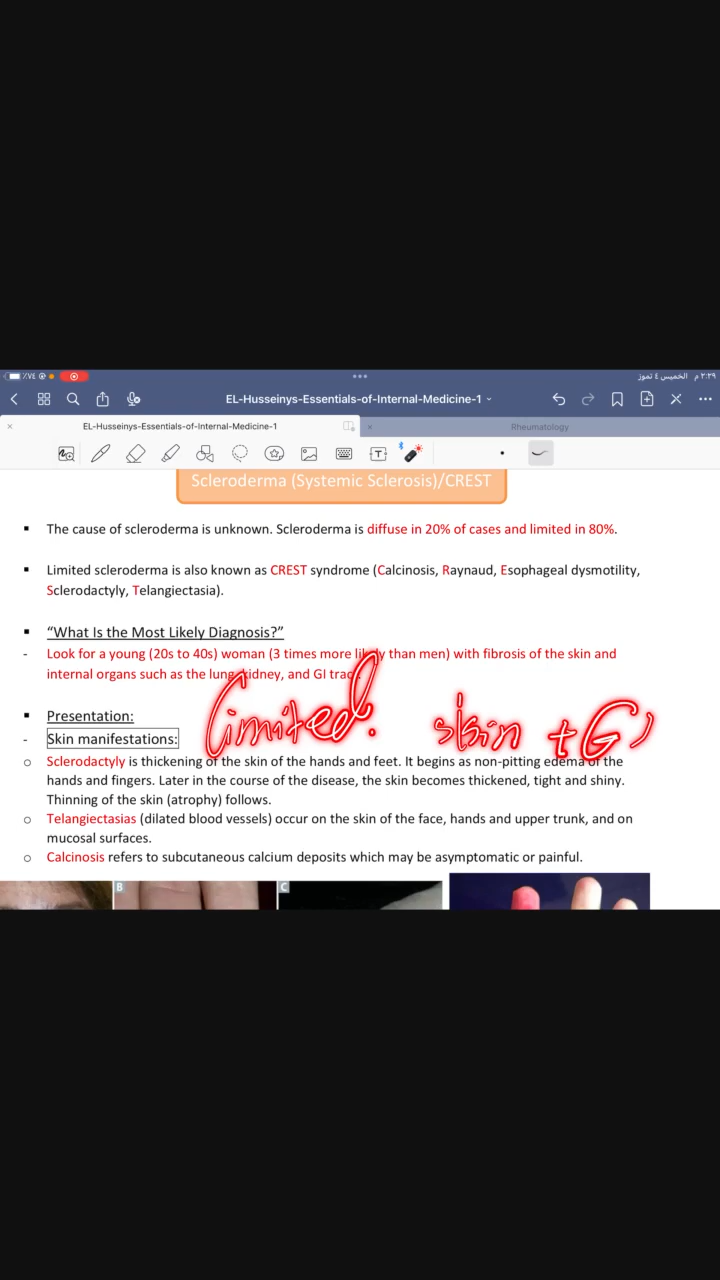 ٪٧٤
٢:٢٩ م الخميس ٤ تموز
EL-Husseinys-Essentials-of-Internal-Medicine-1
EL-Husseinys-Essentials-of-Internal-Medicine-1
Rheumatology
Scleroderma (Systemic Sclerosis)/CREST
▪ The cause of scleroderma is unknown. Scleroderma is diffuse in 20% of cases and limited in 80%.
▪ Limited scleroderma is also known as CREST syndrome (Calcinosis, Raynaud, Esophageal dysmotility,
Sclerodactyly, Telangiectasia).
▪ “What Is the Most Likely Diagnosis?”
- Look for a young (20s to 40s) woman (3 times more likely than men) with fibrosis of the skin and
internal organs such as the lung, kidney, and GI tract.
▪ Presentation:
limited. skin + G)
- Skin manifestations:
o Sclerodactyly is thickening of the skin of the hands and feet. It begins as non-pitting edema of the
hands and fingers. Later in the course of the disease, the skin becomes thickened, tight and shiny.
Thinning of the skin (atrophy) follows.
o Telangiectasias (dilated blood vessels) occur on the skin of the face, hands and upper trunk, and on
mucosal surfaces.
o Calcinosis refers to subcutaneous calcium deposits which may be asymptomatic or painful.
B
C